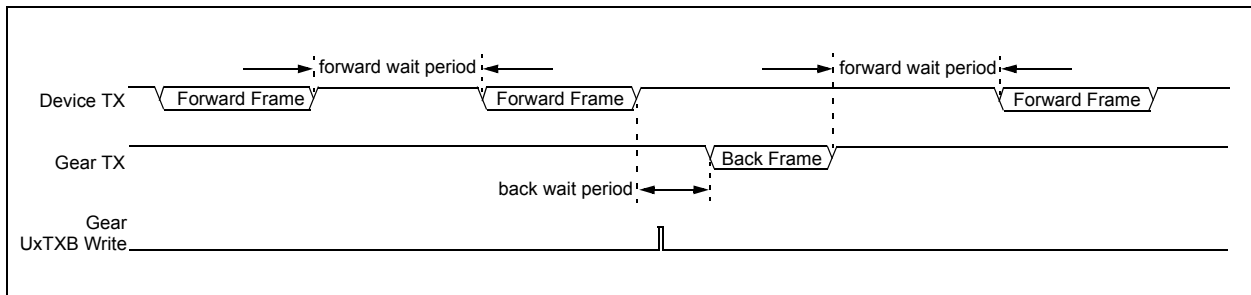 forward wait period
forward wait period
Device TX
Forward Frame
Forward Frame
Forward Frame
Gear TX
Back Frame
back wait period
Gear
UxTXB Write